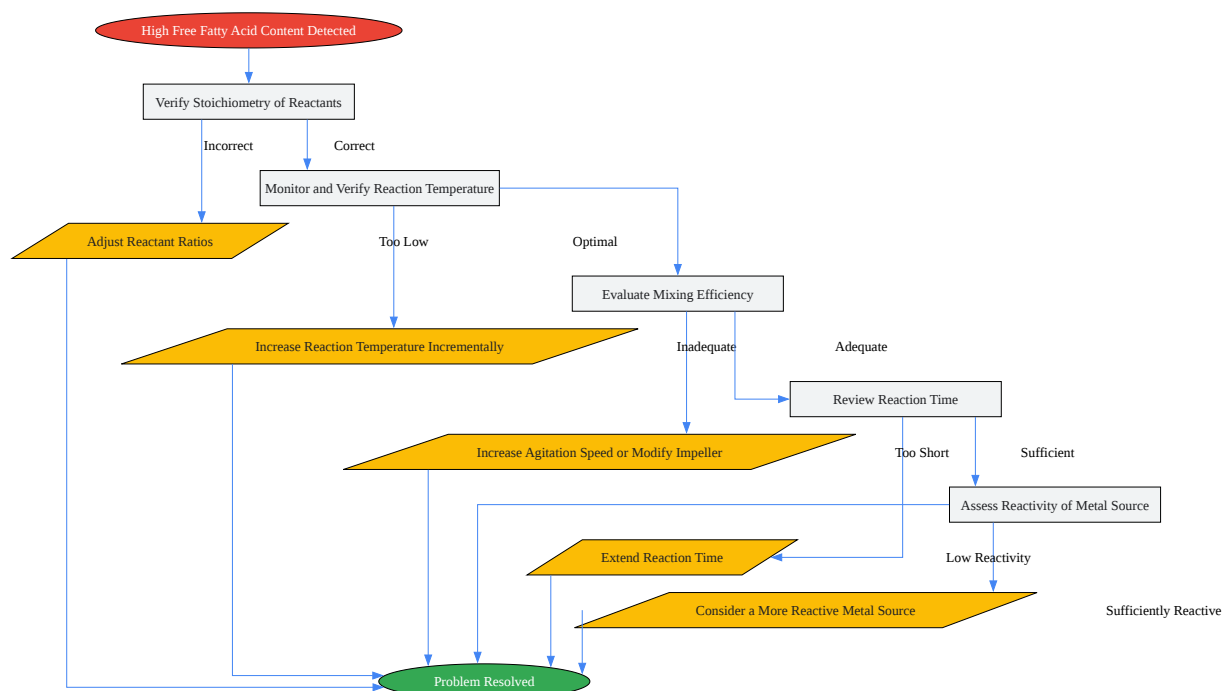 High Free Fatty Acid Content Detected
Verify Stoichiometry of Reactants
Incorrect
Correct
Monitor and Verify Reaction Temperature
Adjust Reactant Ratios
Too Low
Optimal
Evaluate Mixing Efficiency
Increase Reaction Temperature Incrementally
Inadequate
Adequate
Review Reaction Time
Increase Agitation Speed or Modify Impeller
Too Short
Sufficient
Assess Reactivity of Metal Source
Extend Reaction Time
Low Reactivity
Consider a More Reactive Metal Source
Sufficiently Reactive
Problem Resolved